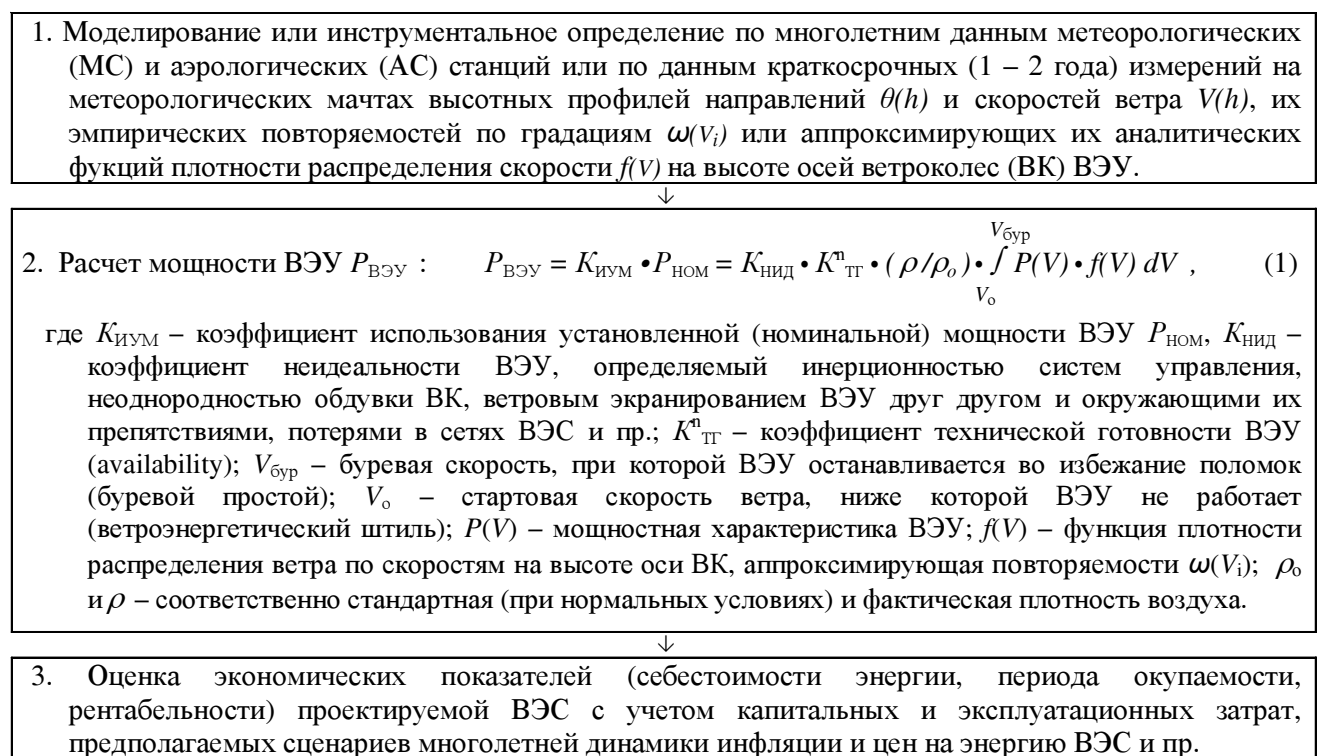 1. Моделирование или инструментальное определение по многолетним данным метеорологических
(МС) и аэрологических (АС) станций или по данным краткосрочных (1 – 2 года) измерений на
метеорологических мачтах высотных профилей направлений θ(h) и скоростей ветра V(h), их
эмпирических повторяемостей по градациям ω(Vi) или аппроксимирующих их аналитических
фукций плотности распределения скорости f(V) на высоте осей ветроколес (ВК) ВЭУ.
↓
2. Расчет мощности ВЭУ PВЭУ : PВЭУ = КИУМ •PНОМ = КНИД • KⁿТГ • ( ρ/ρo ) • ∫ P(V) • f(V) dV , (1)
Vбур
Vo
где КИУМ – коэффициент использования установленной (номинальной) мощности ВЭУ PНОМ, КНИД –
коэффициент неидеальности ВЭУ, определяемый инерционностью систем управления,
неоднородностью обдувки ВК, ветровым экранированием ВЭУ друг другом и окружающими их
препятствиями, потерями в сетях ВЭС и пр.; KⁿТГ – коэффициент технической готовности ВЭУ
(availability); Vбур – буревая скорость, при которой ВЭУ останавливается во избежание поломок
(буревой простой); Vo – стартовая скорость ветра, ниже которой ВЭУ не работает
(ветроэнергетический штиль); P(V) – мощностная характеристика ВЭУ; f(V) – функция плотности
распределения ветра по скоростям на высоте оси ВК, аппроксимирующая повторяемости ω(Vi); ρo
и ρ – соответственно стандартная (при нормальных условиях) и фактическая плотность воздуха.
↓
3. Оценка экономических показателей (себестоимости энергии, периода окупаемости,
рентабельности) проектируемой ВЭС с учетом капитальных и эксплуатационных затрат,
предполагаемых сценариев многолетней динамики инфляции и цен на энергию ВЭС и пр.